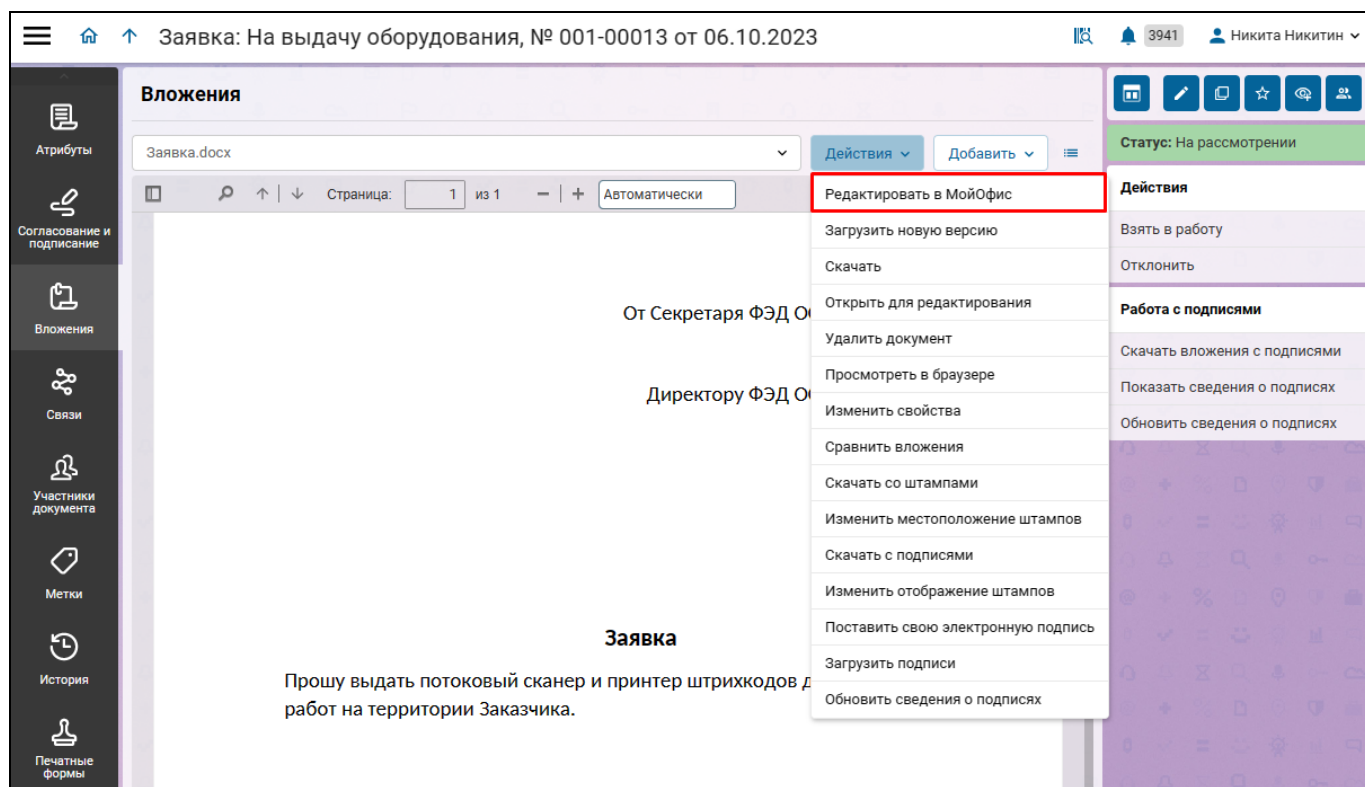 Заявка: На выдачу оборудования, № 001-00013 от 06.10.2023
3941
Никита Никитин
Атрибуты
Согласование и
подписание
Вложения
Связи
Участники
документа
Метки
История
Печатные
формы
Вложения
Заявка.docx
Действия
Добавить
Страница:
1
из 1
Автоматически
От Секретаря ФЭД
Директору ФЭД
Заявка
Прошу выдать потоковый сканер и принтер штрихкодов
работ на территории Заказчика.
Редактировать в МойОфис
Загрузить новую версию
Скачать
Открыть для редактирования
Удалить документ
Просмотреть в браузере
Изменить свойства
Сравнить вложения
Скачать со штампами
Изменить местоположение штампов
Скачать с подписями
Изменить отображение штампов
Поставить свою электронную подпись
Загрузить подписи
Обновить сведения о подписях
Статус: На рассмотрении
Действия
Взять в работу
Отклонить
Работа с подписями
Скачать вложения с подписями
Показать сведения о подписях
Обновить сведения о подписях